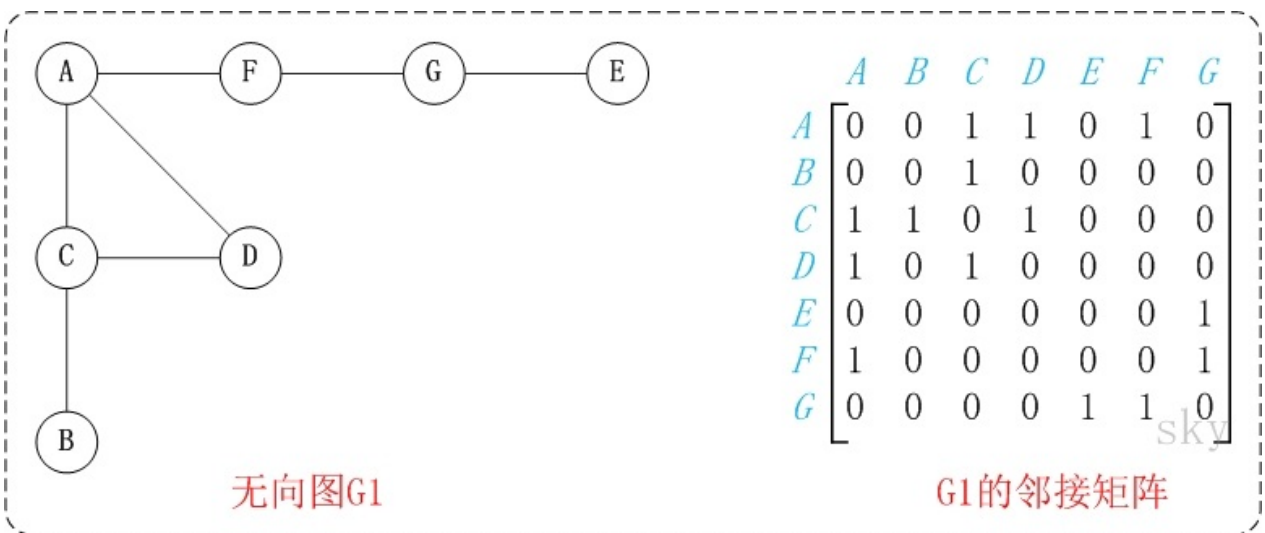 A F G E
C D
B
A B C D E F G
A 0 0 1 1 0 1 0
B 0 0 1 0 0 0 0
C 1 1 0 1 0 0 0
D 1 0 1 0 0 0 0
E 0 0 0 0 0 0 1
F 1 0 0 0 0 0 1
G 0 0 0 0 1 1 0
sky
无向图G1
G1的邻接矩阵